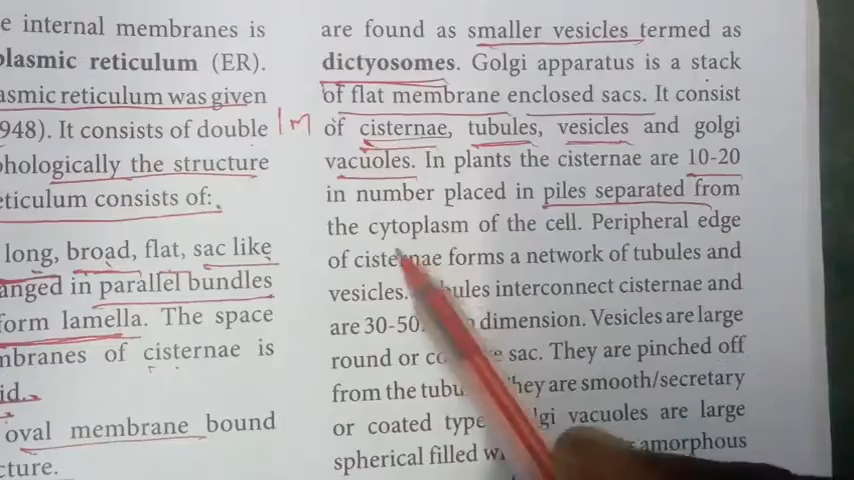 e internal membranes is
plasmic reticulum (ER).
asmic reticulum was given
948). It consists of double
phologically the structure
eticulum consists of:
long, broad, flat, sac like
anged in parallel bundles
form lamella. The space
mbranes of cisternae is
id.
oval membrane bound
cture.
1m
are found as smaller vesicles termed as
dictyosomes. Golgi apparatus is a stack
of flat membrane enclosed sacs. It consist
of cisternae, tubules, vesicles and golgi
vacuoles. In plants the cisternae are 10-20
in number placed in piles separated from
the cytoplasm of the cell. Peripheral edge
of cisternae forms a network of tubules and
vesicles. interconnect cisternae and
are 30-50 dimension. Vesicles are large
round or sac. They are pinched off
from the They are smooth/secretary
or coated type vacuoles are large
spherical filled amorphous